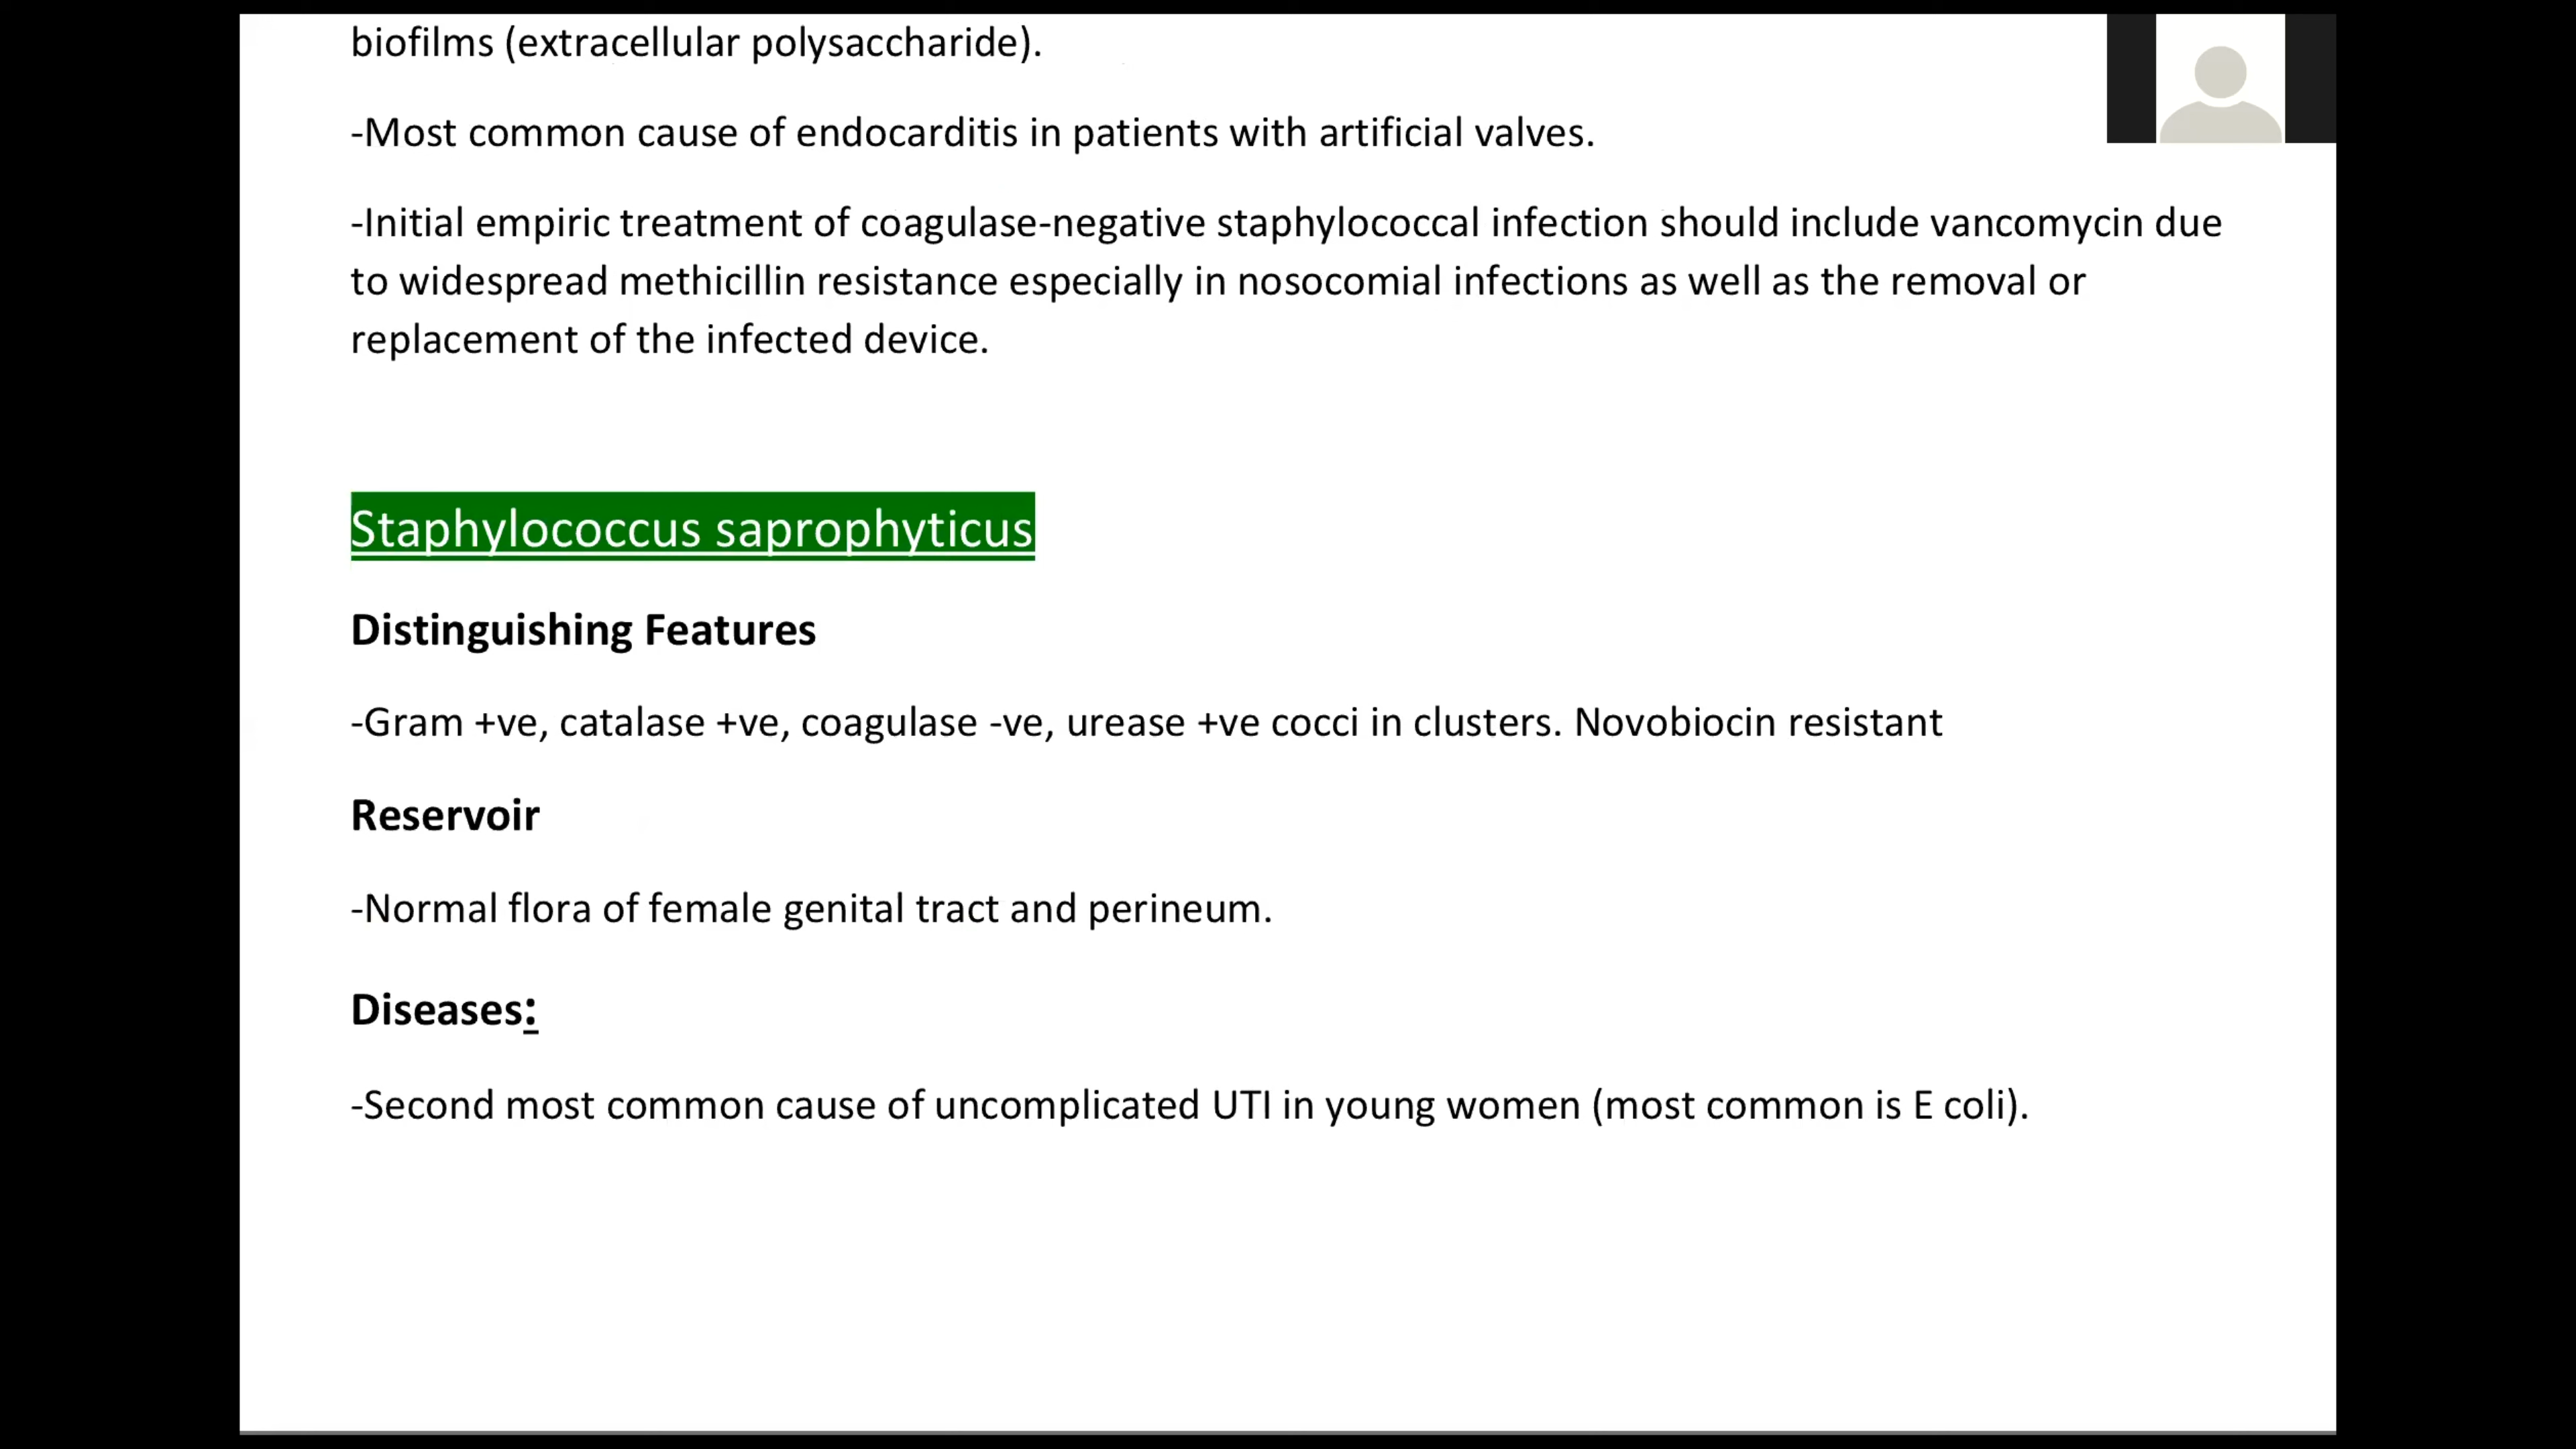 biofilms (extracellular polysaccharide).
-Most common cause of endocarditis in patients with artificial valves.
-Initial empiric treatment of coagulase-negative staphylococcal infection should include vancomycin due
to widespread methicillin resistance especially in nosocomial infections as well as the removal or
replacement of the infected device.
Staphylococcus saprophyticus
Distinguishing Features
-Gram +ve, catalase +ve, coagulase -ve, urease +ve cocci in clusters. Novobiocin resistant
Reservoir
-Normal flora of female genital tract and perineum.
Diseases:
-Second most common cause of uncomplicated UTI in young women (most common is E coli).